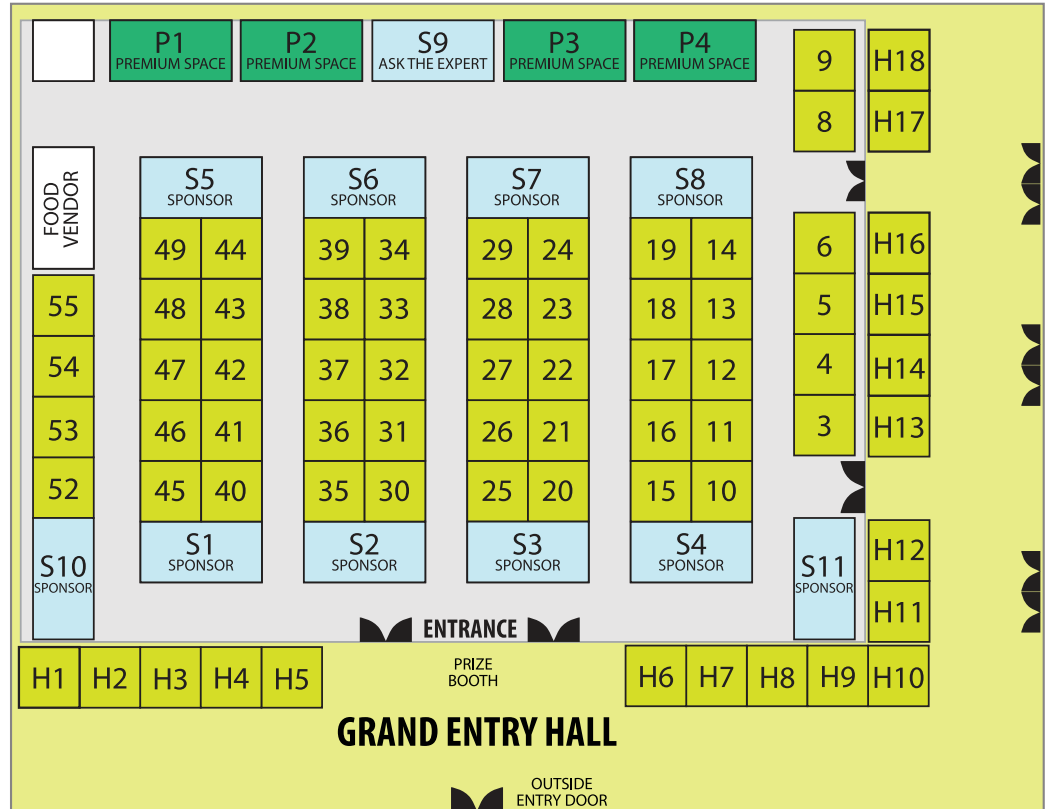 P1
PREMIUM SPACE
P2
PREMIUM SPACE
S9
ASK THE EXPERT
P3
PREMIUM SPACE
P4
PREMIUM SPACE
9
H18
8
H17
FOOD
VENDOR
S5
SPONSOR
S6
SPONSOR
S7
SPONSOR
S8
SPONSOR
49 44 39 34 29 24 19 14 6 H16
55 48 43 38 33 28 23 18 13 5 H15
54 47 42 37 32 27 22 17 12 4 H14
53 46 41 36 31 26 21 16 11 3 H13
52 45 40 35 30 25 20 15 10
S10
SPONSOR
S1
SPONSOR
S2
SPONSOR
S3
SPONSOR
S4
SPONSOR
S11
SPONSOR
H12
H11
ENTRANCE
H1 H2 H3 H4 H5
PRIZE
BOOTH
H6 H7 H8 H9 H10
GRAND ENTRY HALL
OUTSIDE
ENTRY DOOR